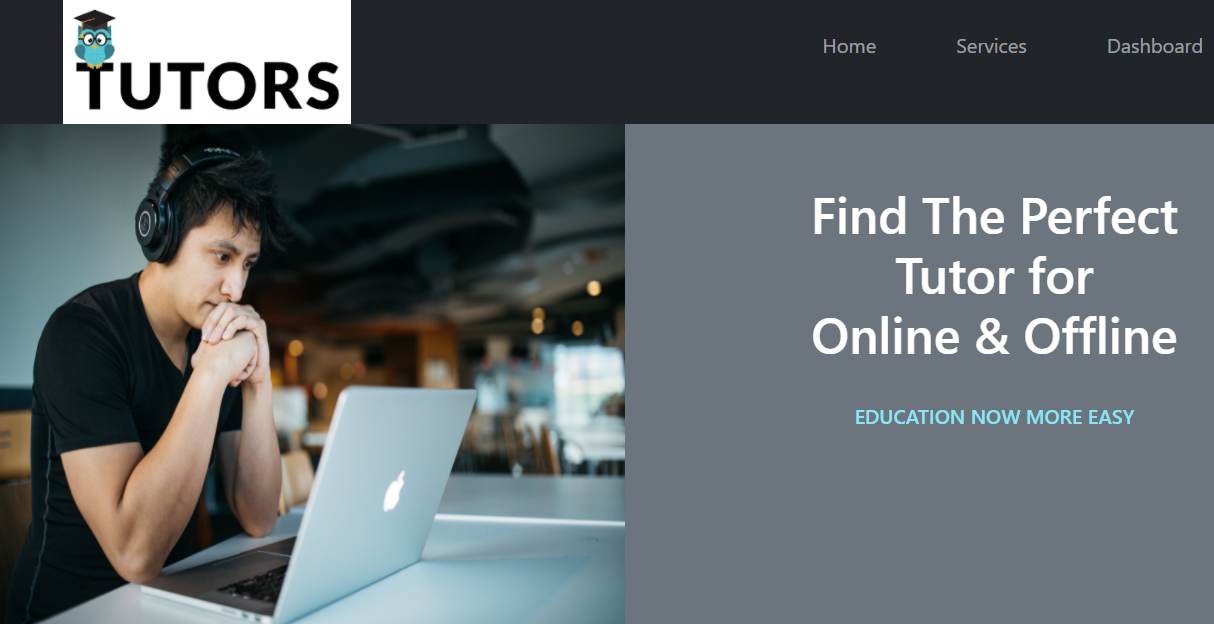 TUTORS
Home Services Dashboard
Find The Perfect
Tutor for
Online & Offline
EDUCATION NOW MORE EASY